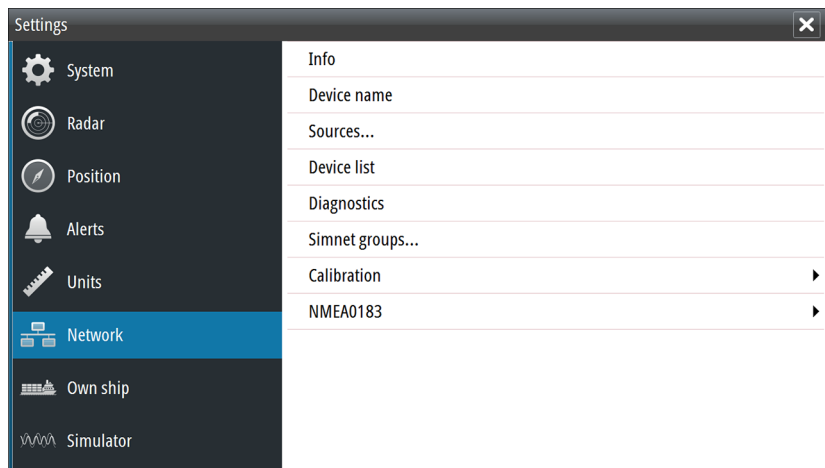 Settings
System
Radar
Position
Alerts
Units
Network
Own ship
Simulator
Info
Device name
Sources...
Device list
Diagnostics
Simnet groups...
Calibration
NMEA0183